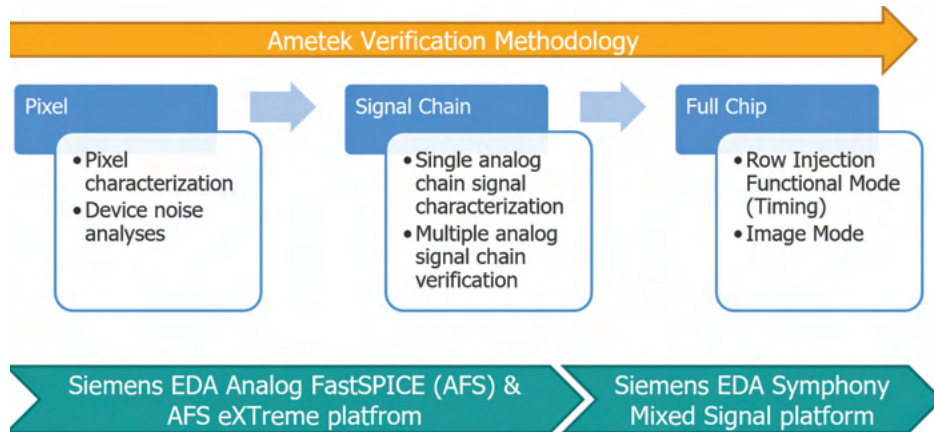 Ametek Verification Methodology
Pixel
• Pixel
characterization
• Device noise
analyses
Signal Chain
• Single analog
chain signal
characterization
• Multiple analog
signal chain
verification
Full Chip
• Row Injection
Functional Mode
(Timing)
• Image Mode
Siemens EDA Analog FastSPICE (AFS) &
AFS eXTreme platfrom
Siemens EDA Symphony
Mixed Signal platform